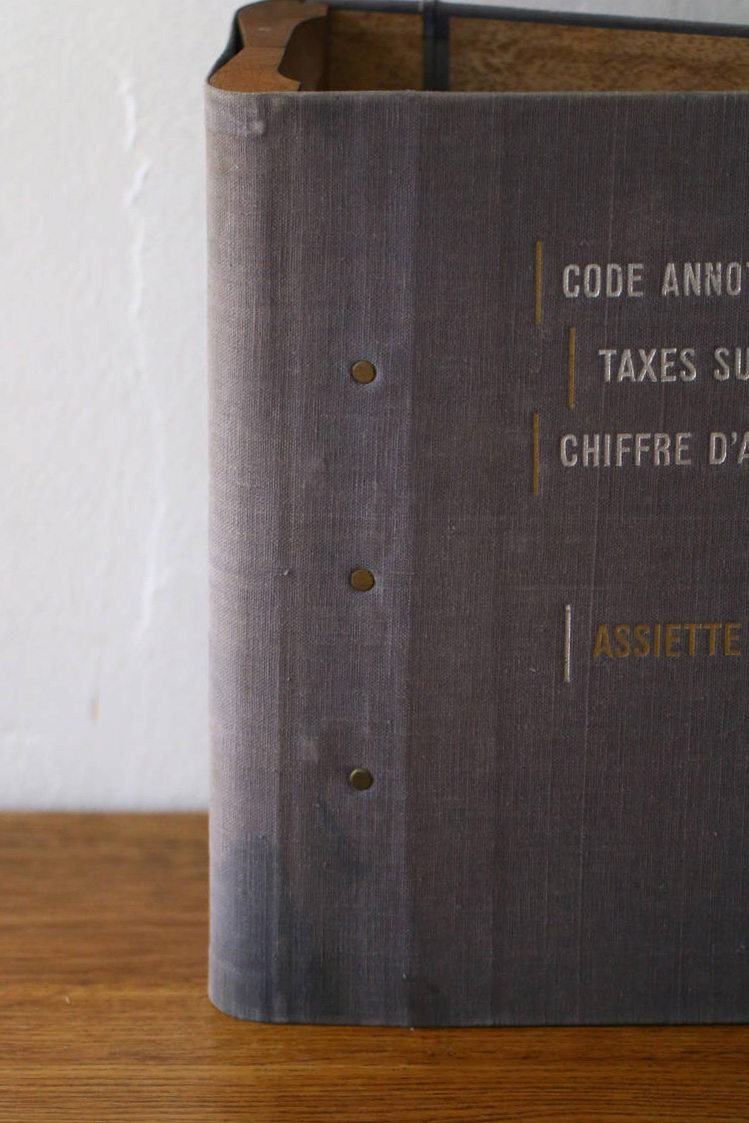 CODE ANNOT
TAXES SU
CHIFFRE D'A
ASSIETTE